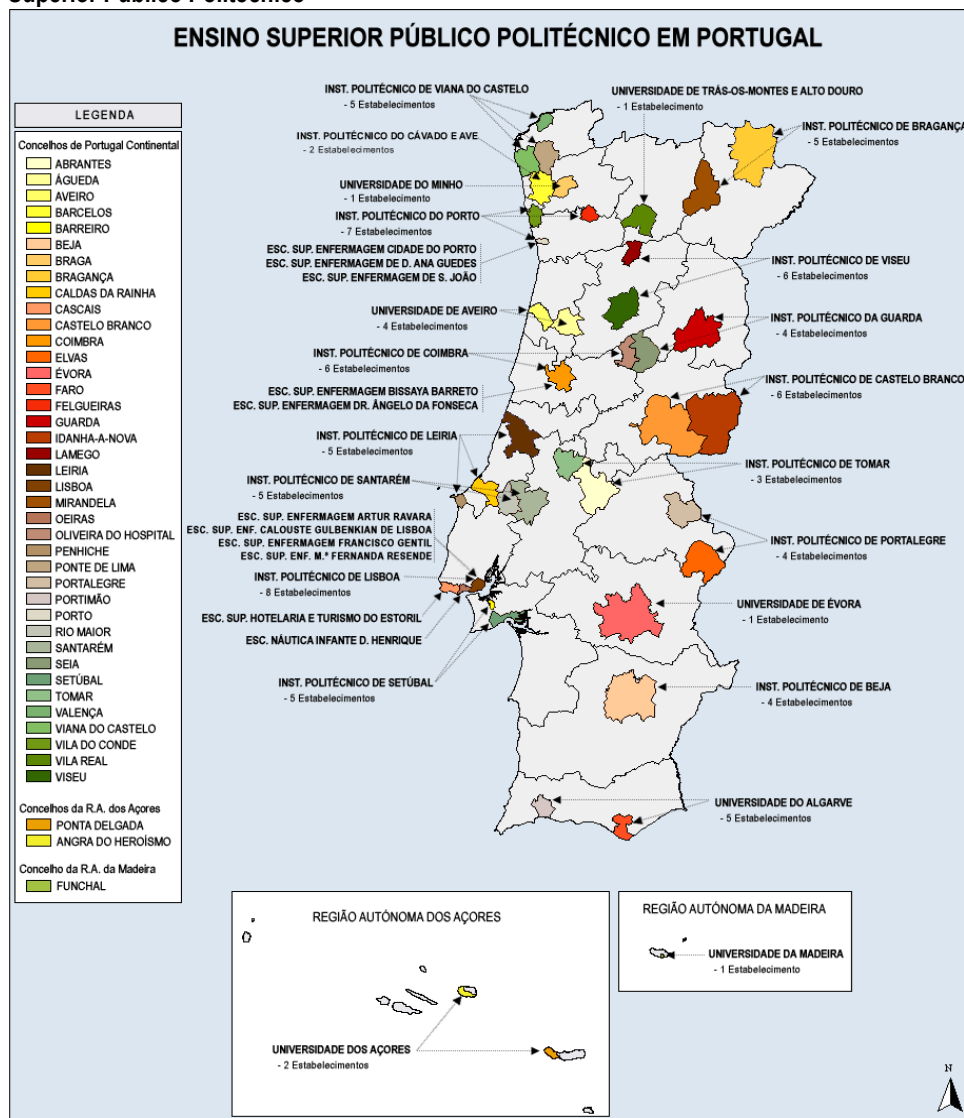 ENSINO SUPERIOR PÚBLICO POLITÉCNICO EM PORTUGAL
LEGENDA
Concelhos de Portugal Continental
ABRANTES
ÁGUEDA
AVEIRO
BARCELOS
BARREIRO
BEJA
BRAGA
BRAGANÇA
CALDAS DA RAINHA
CASCAIS
CASTELO BRANCO
COIMBRA
ELVAS
ÉVORA
FARO
FELGUEIRAS
GUARDA
IDANHA-A-NOVA
LAMEGO
LEIRIA
LISBOA
MIRANDELA
OEIRAS
OLIVEIRA DO HOSPITAL
PENHICHE
PONTE DE LIMA
PORTALEGRE
PORTIMÃO
PORTO
RIO MAIOR
SANTARÉM
SEIA
SETÚBAL
TOMAR
VALENÇA
VIANA DO CASTELO
VILA DO CONDE
VILA REAL
VISEU
Concelhos da R.A. dos Açores
PONTA DELGADA
ANGRA DO HEROÍSMO
Concelho da R.A. da Madeira
FUNCHAL
INST. POLITÉCNICO DE VIANA DO CASTELO
- 5 Estabelecimentos
INST. POLITÉCNICO DO CÁVADO E AVE
- 2 Estabelecimentos
UNIVERSIDADE DO MINHO
- 1 Estabelecimento
INST. POLITÉCNICO DO PORTO
- 7 Estabelecimentos
ESC. SUP. ENFERMAGEM CIDADE DO PORTO
ESC. SUP. ENFERMAGEM DE D. ANA GUEDES
ESC. SUP. ENFERMAGEM DE S. JOÃO
UNIVERSIDADE DE AVEIRO
- 4 Estabelecimentos
INST. POLITÉCNICO DE COIMBRA
- 6 Estabelecimentos
ESC. SUP. ENFERMAGEM BISSAYA BARRETO
ESC. SUP. ENFERMAGEM DR. ÂNGELO DA FONSECA
INST. POLITÉCNICO DE LEIRIA
- 5 Estabelecimentos
INST. POLITÉCNICO DE SANTARÉM
- 5 Estabelecimentos
ESC. SUP. ENFERMAGEM ARTUR RAVARA
ESC. SUP. ENF. CALOUSTE GULBENKIAN DE LISBOA
ESC. SUP. ENFERMAGEM FRANCISCO GENTIL
ESC. SUP. ENF. M.ª FERNANDA RESENDE
INST. POLITÉCNICO DE LISBOA
- 8 Estabelecimentos
ESC. SUP. HOTELARIA E TURISMO DO ESTORIL
ESC. NÁUTICA INFANTE D. HENRIQUE
INST. POLITÉCNICO DE SETÚBAL
- 5 Estabelecimentos
UNIVERSIDADE DE TRÁS-OS-MONTES E ALTO DOURO
- 1 Estabelecimento
INST. POLITÉCNICO DE BRAGANÇA
- 5 Estabelecimentos
INST. POLITÉCNICO DE VISEU
- 6 Estabelecimentos
INST. POLITÉCNICO DA GUARDA
- 4 Estabelecimentos
INST. POLITÉCNICO DE CASTELO BRANCO
- 6 Estabelecimentos
INST. POLITÉCNICO DE TOMAR
- 3 Estabelecimentos
INST. POLITÉCNICO DE PORTALEGRE
- 4 Estabelecimentos
UNIVERSIDADE DE ÉVORA
- 1 Estabelecimento
INST. POLITÉCNICO DE BEJA
- 4 Estabelecimentos
UNIVERSIDADE DO ALGARVE
- 5 Estabelecimentos
REGIÃO AUTÓNOMA DOS AÇORES
UNIVERSIDADE DOS AÇORES
- 2 Estabelecimentos
REGIÃO AUTÓNOMA DA MADEIRA
UNIVERSIDADE DA MADEIRA
- 1 Estabelecimento
N